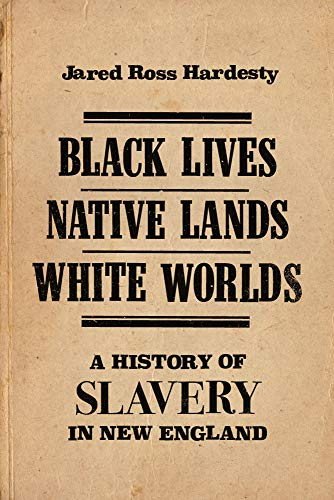 Jared Ross Hardesty
BLACK LIVES
NATIVE LANDS
WHITE WORLDS
A HISTORY OF
SLAVERY
IN NEW ENGLAND